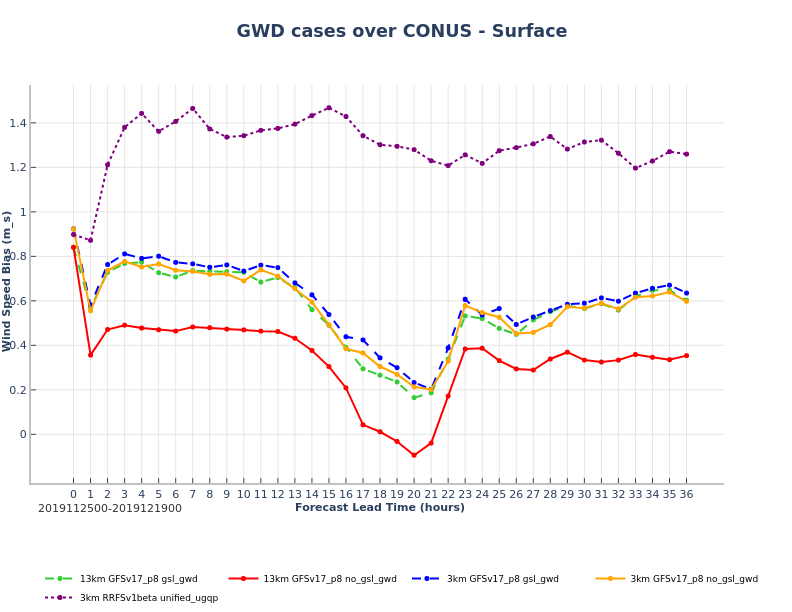 GWD cases over CONUS - Surface
Wind Speed Bias (m_s)
1.4
1.2
1
0.8
0.6
0.4
0.2
0
0 1 2 3 4 5 6 7 8 9 10 11 12 13 14 15 16 17 18 19 20 21 22 23 24 25 26 27 28 29 30 31 32 33 34 35 36
2019112500-2019121900
Forecast Lead Time (hours)
13km GFSv17_p8 gsl_gwd 13km GFSv17_p8 no_gsl_gwd 3km GFSv17_p8 gsl_gwd 3km GFSv17_p8 no_gsl_gwd
3km RRFSv1beta unified_ugqp